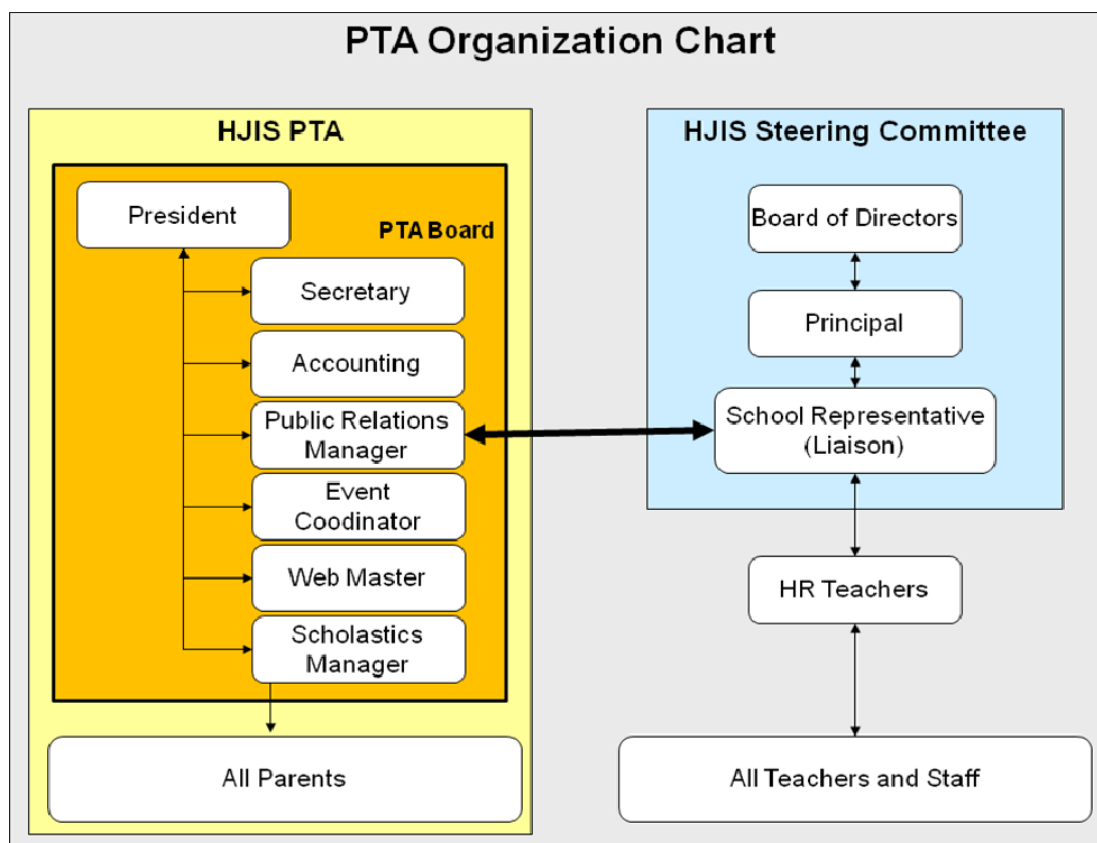 PTA Organization Chart
HJIS PTA
President
PTA Board
Secretary
Accounting
Public Relations
Manager
Event
Coodinator
Web Master
Scholastics
Manager
All Parents
HJIS Steering Committee
Board of Directors
Principal
School Representative
(Liaison)
HR Teachers
All Teachers and Staff